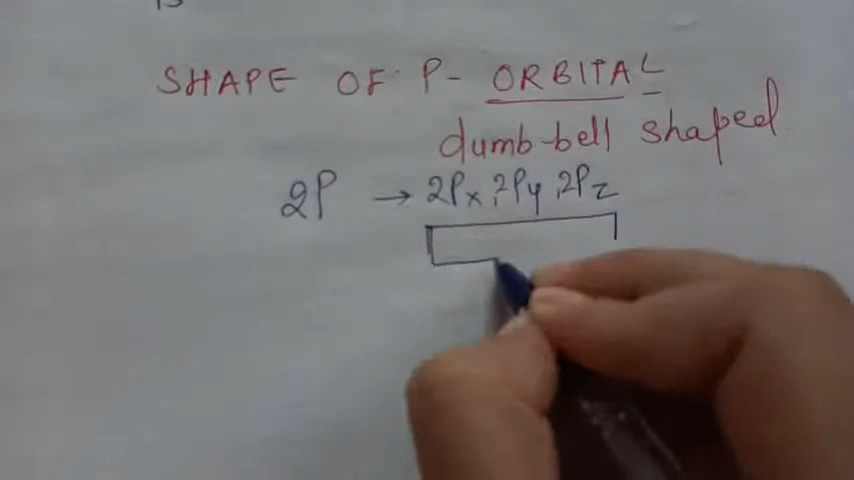 SHAPE OF P- ORBITAL
dumb-bell shaped
2P → 2Px, 2Py, 2Pz